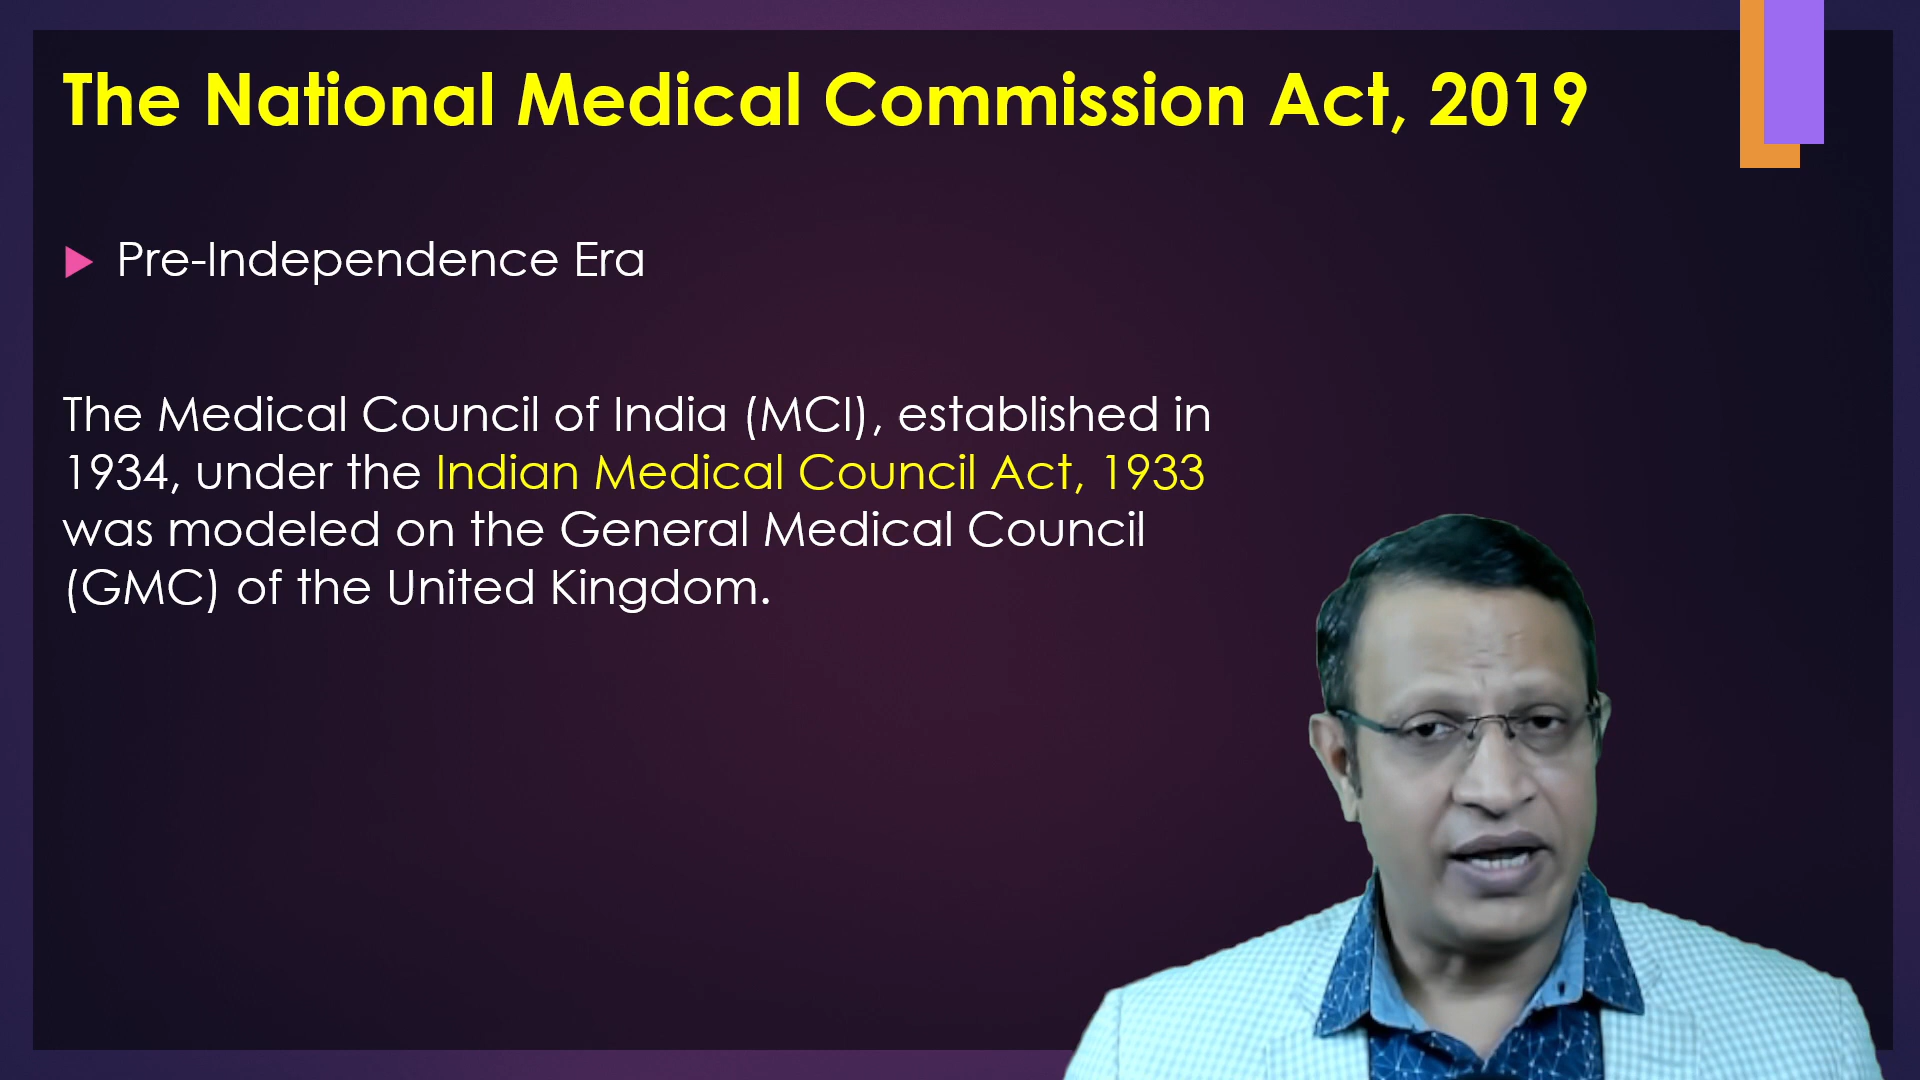 The National Medical Commission Act, 2019
Pre-Independence Era
The Medical Council of India (MCI), established in
1934, under the Indian Medical Council Act, 1933
was modeled on the General Medical Council
(GMC) of the United Kingdom.